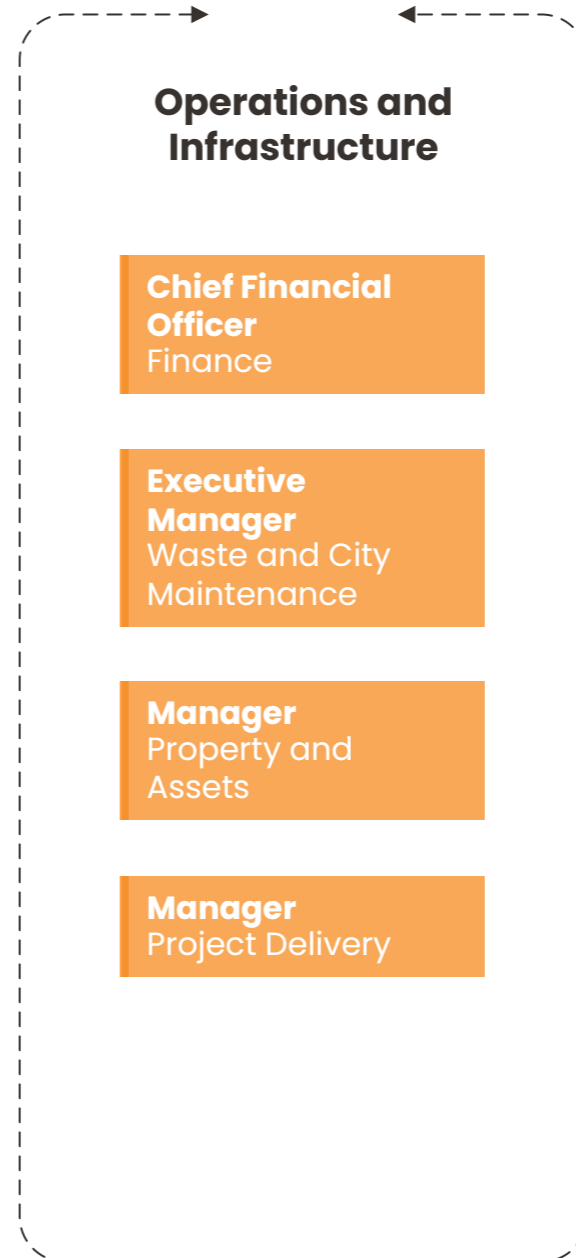 Operations and
Infrastructure
Chief Financial
Officer
Finance
Executive
Manager
Waste and City
Maintenance
Manager
Property and
Assets
Manager
Project Delivery